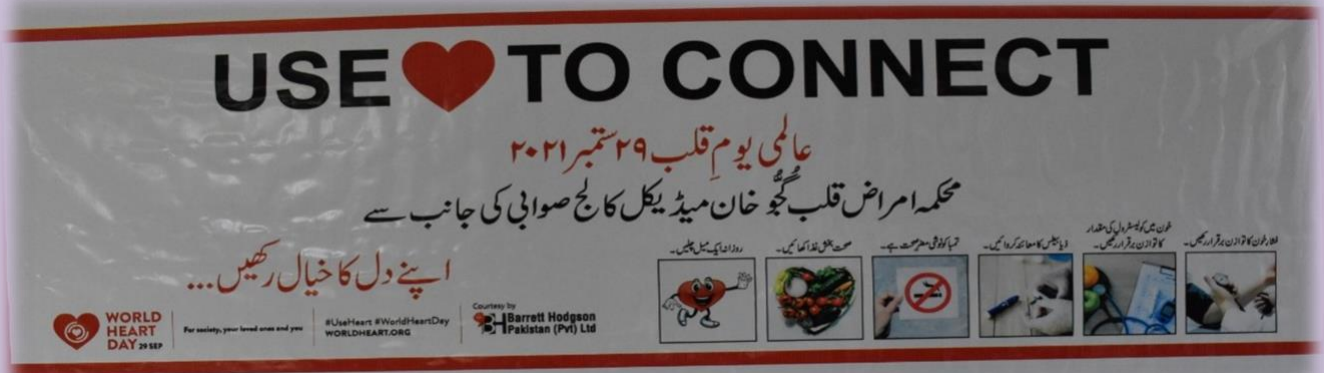 USE TO CONNECT
عالمی یومِ قلب ۲۹ ستمبر ۲۰۲۱
محکمہ امراض قلب گجُّو خان میڈیکل کالج صوابی کی جانب سے
اپنے دل کا خیال رکھیں...
فشار خون کا توازن برقرار رکھیں۔
خون میں کولیسٹرول کی مقدار
کا توازن برقرار رکھیں۔
ذیابیطس کا معائنہ کروائیں۔
تمباکو نوشی مضر صحت ہے۔
صحت بخش غذا کھائیں۔
روزانہ ایک میل چلیں۔
WORLD
HEART
DAY 29 SEP
For society, your loved ones and you
#UseHeart #WorldHeartDay
WORLDHEART.ORG
Courtesy by
BH Barrett Hodgson
Pakistan (Pvt) Ltd